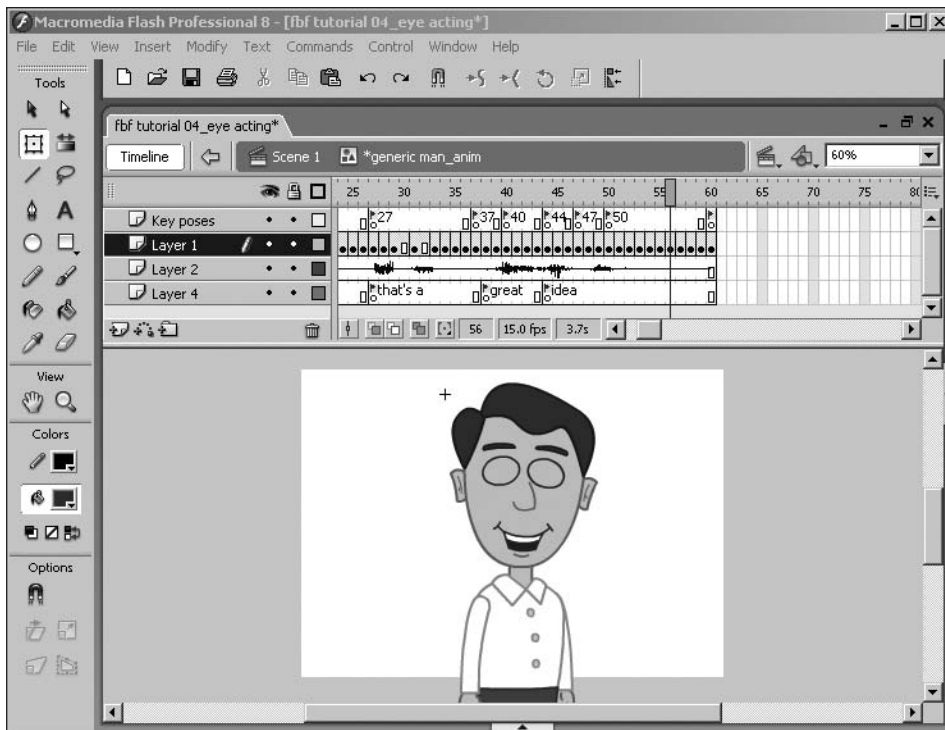 Macromedia Flash Professional 8 - [fbf tutorial 04_eye acting*]
File Edit View Insert Modify Text Commands Control Window Help
Tools
fbf tutorial 04_eye acting*
Timeline Scene 1 *generic man_anim 60%
25 30 35 40 45 50 55 60 65 70 75 80
Key poses 27 37 40 44 47 50
Layer 1
Layer 2
Layer 4 that's a great idea
56 15.0 fps 3.7s
View
Colors
Options